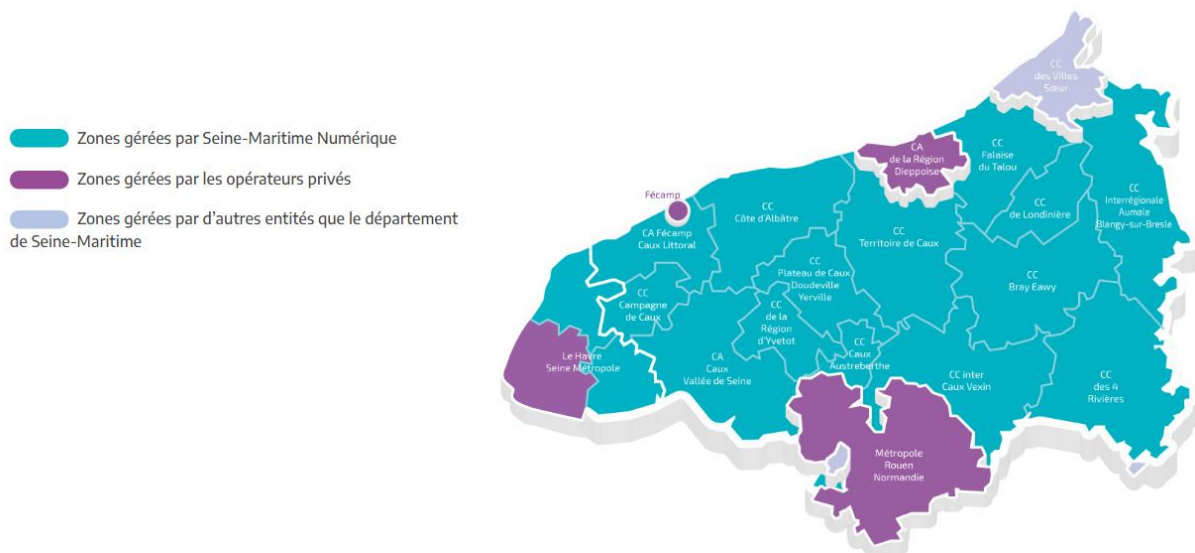 Zones gérées par Seine-Maritime Numérique
Zones gérées par les opérateurs privés
Zones gérées par d'autres entités que le département
de Seine-Maritime
CC
des Villes
Sœur
CA
de la Région
Dieppoise
CC
Falaise
du Talou
CC
de Londinière
CC
Interrégionale
Aumale
Blangy-sur-Bresle
Fécamp
CA Fécamp
Caux Littoral
CC
Côte d'Albâtre
CC
Territoire de Caux
CC
Plateau de Caux
Doudeville
Yerville
CC
Bray Eawy
CC
Campagne
de Caux
CC
de la
Région
d'Yvetot
Le Havre
Seine Métropole
CA
Caux
Vallée de Seine
CC
Caux
Austreberthe
CC inter
Caux Vexin
CC
des 4
Rivières
Métropole
Rouen
Normandie